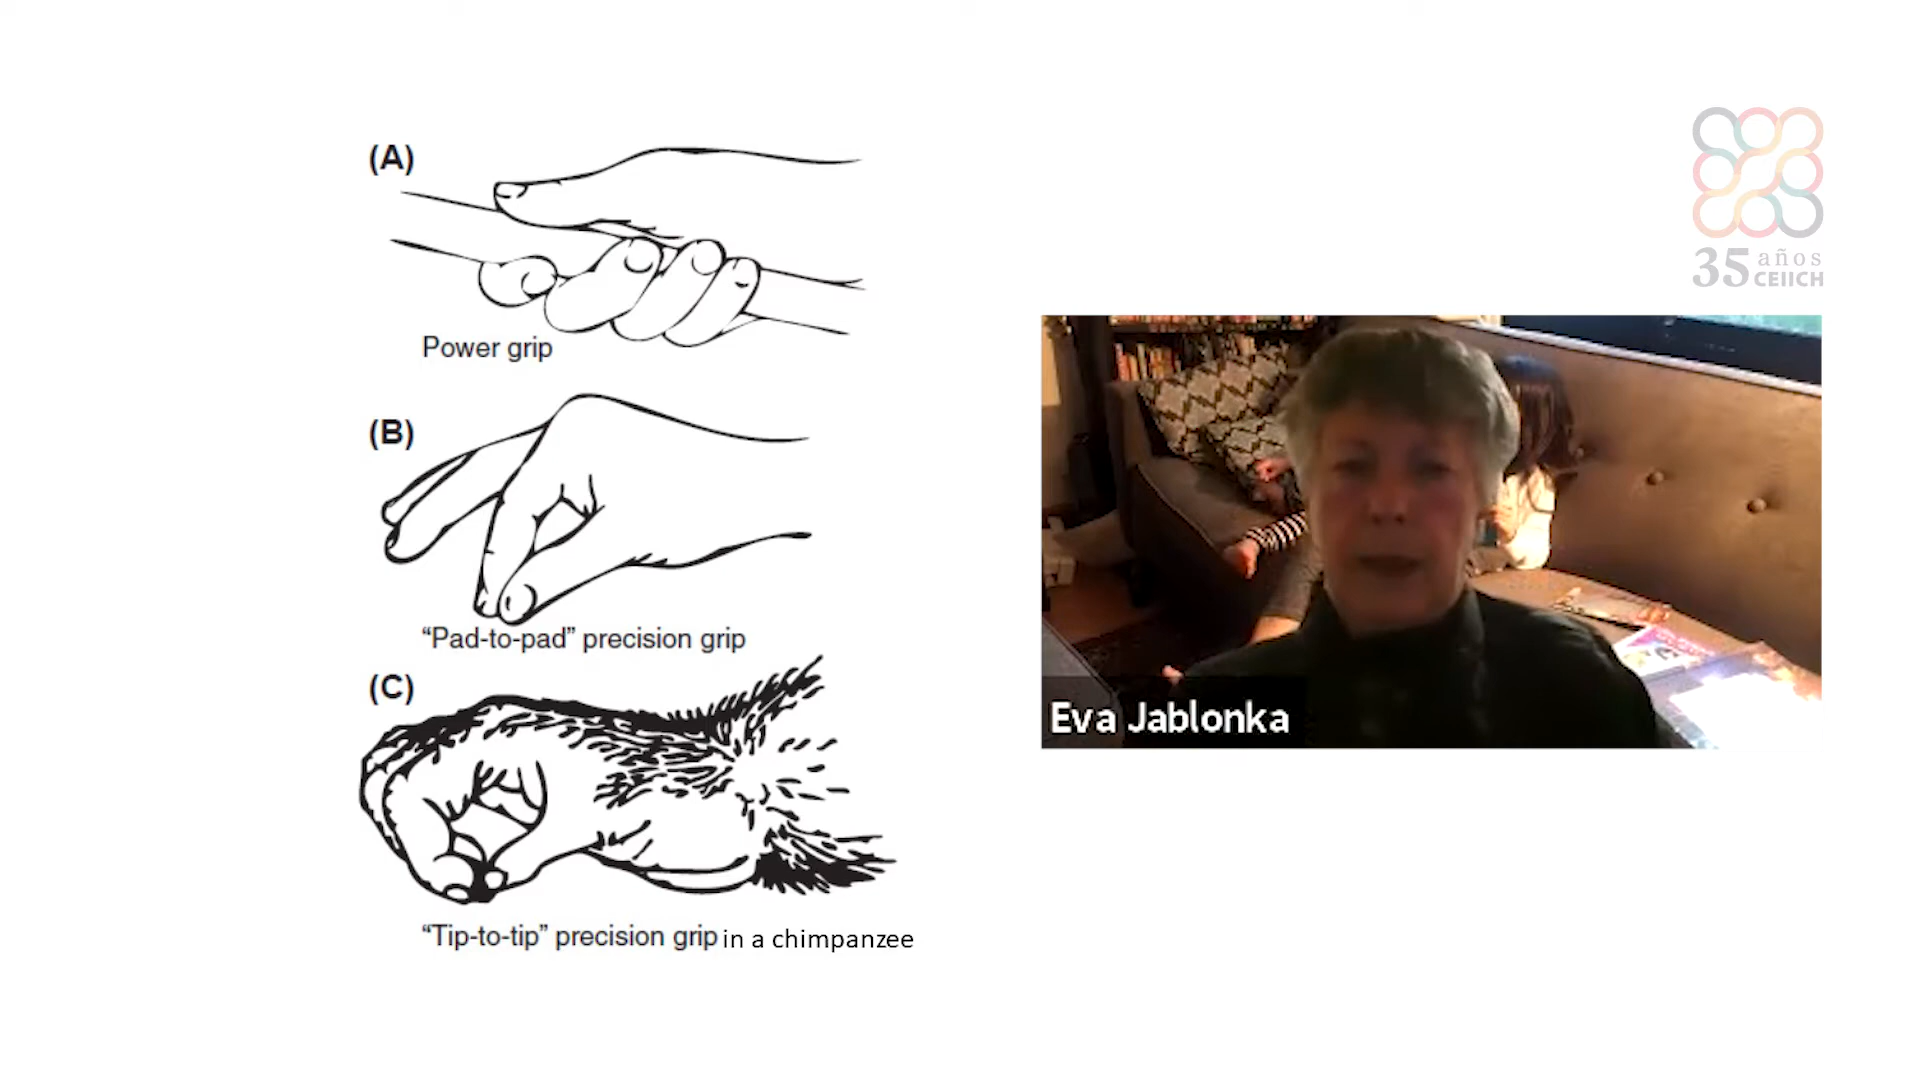 (A)
Power grip
(B)
“Pad-to-pad” precision grip
(C)
“Tip-to-tip” precision grip in a chimpanzee
35 años
CEIICH
Eva Jablonka